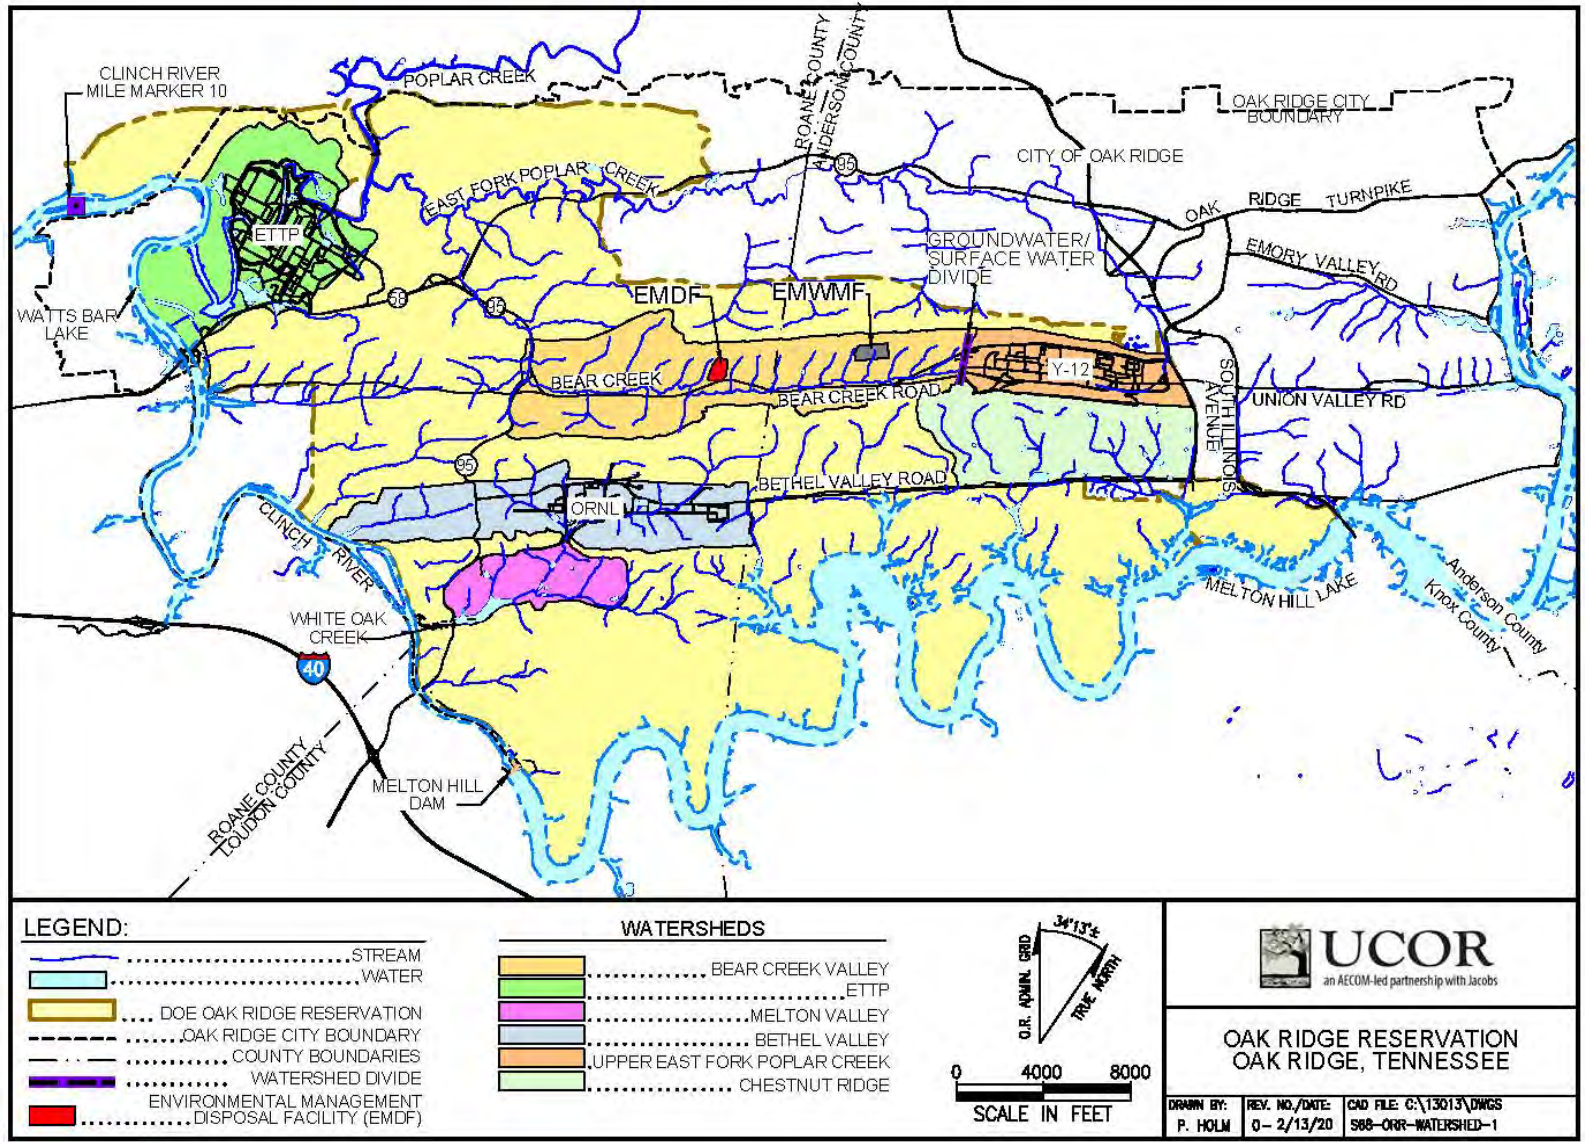 CLINCH RIVER
MILE MARKER 10
POPLAR CREEK
ROANE COUNTY
ANDERSON COUNTY
OAK RIDGE CITY
BOUNDARY
CITY OF OAK RIDGE
95
EAST FORK POPLAR CREEK
OAK RIDGE TURNPIKE
ETTP
GROUNDWATER/
SURFACE WATER
DIVIDE
EMORY VALLEY RD
WATTS BAR
LAKE
58
95
EMDF
EMWMF
BEAR CREEK
BEAR CREEK ROAD
Y-12
SOUTH ILLINOIS
AVENUE
UNION VALLEY RD
95
BETHEL VALLEY ROAD
ORNL
CLINCH RIVER
MELTON HILL LAKE
Anderson County
Knox County
WHITE OAK
CREEK
40
ROANE COUNTY
LOUDON COUNTY
MELTON HILL
DAM
LEGEND:
STREAM
WATER
DOE OAK RIDGE RESERVATION
OAK RIDGE CITY BOUNDARY
COUNTY BOUNDARIES
WATERSHED DIVIDE
ENVIRONMENTAL MANAGEMENT
DISPOSAL FACILITY (EMDF)
WATERSHEDS
BEAR CREEK VALLEY
ETTP
MELTON VALLEY
BETHEL VALLEY
UPPER EAST FORK POPLAR CREEK
CHESTNUT RIDGE
34°13'±
O.R. ADMIN. GRID
TRUE NORTH
0 4000 8000
SCALE IN FEET
UCOR
an AECOM-led partnership with Jacobs
OAK RIDGE RESERVATION
OAK RIDGE, TENNESSEE
DRAWN BY:
P. HOLM
REV. NO./DATE:
0- 2/13/20
CAD FILE: C:\13013\DWGS
S68-ORR-WATERSHED-1